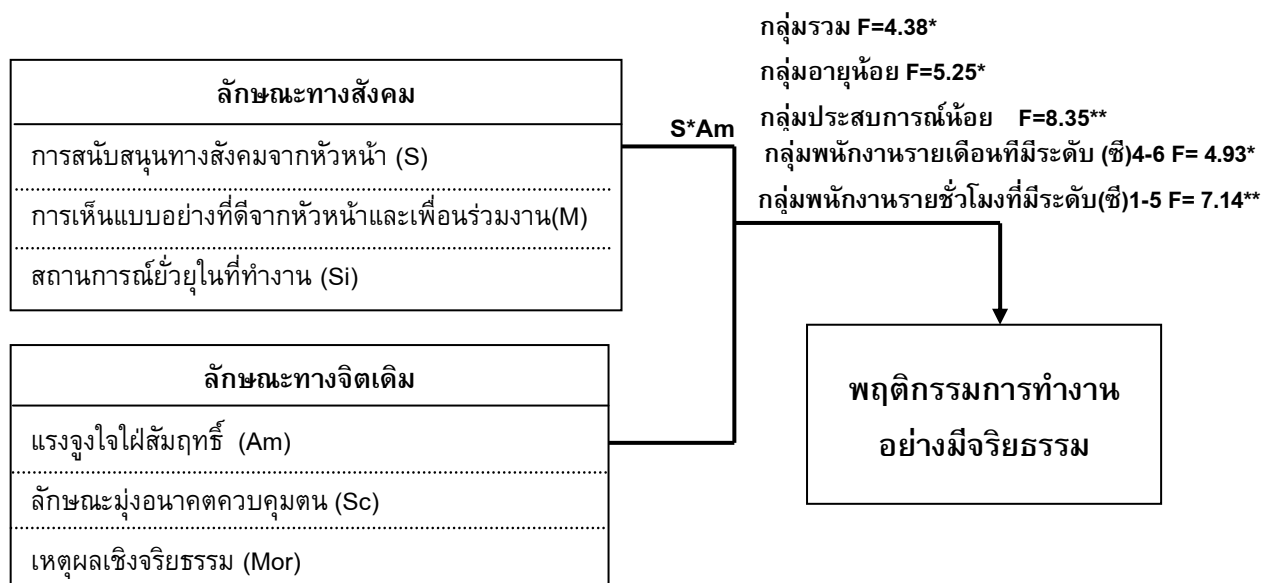 กลุ่มรวม F=4.38*
กลุ่มอายุน้อย F=5.25*
กลุ่มประสบการณ์น้อย F=8.35**
กลุ่มพนักงานรายเดือนที่มีระดับ (ซี)4-6 F= 4.93*
กลุ่มพนักงานรายชั่วโมงที่มีระดับ(ซี)1-5 F= 7.14**
S*Am
ลักษณะทางสังคม
การสนับสนุนทางสังคมจากหัวหน้า (S)
การเห็นแบบอย่างที่ดีจากหัวหน้าและเพื่อนร่วมงาน(M)
สถานการณ์ยั่วยุในที่ทำงาน (Si)
ลักษณะทางจิตเดิม
แรงจูงใจใฝ่สัมฤทธิ์ (Am)
ลักษณะมุ่งอนาคตควบคุมตน (Sc)
เหตุผลเชิงจริยธรรม (Mor)
พฤติกรรมการทำงาน
อย่างมีจริยธรรม